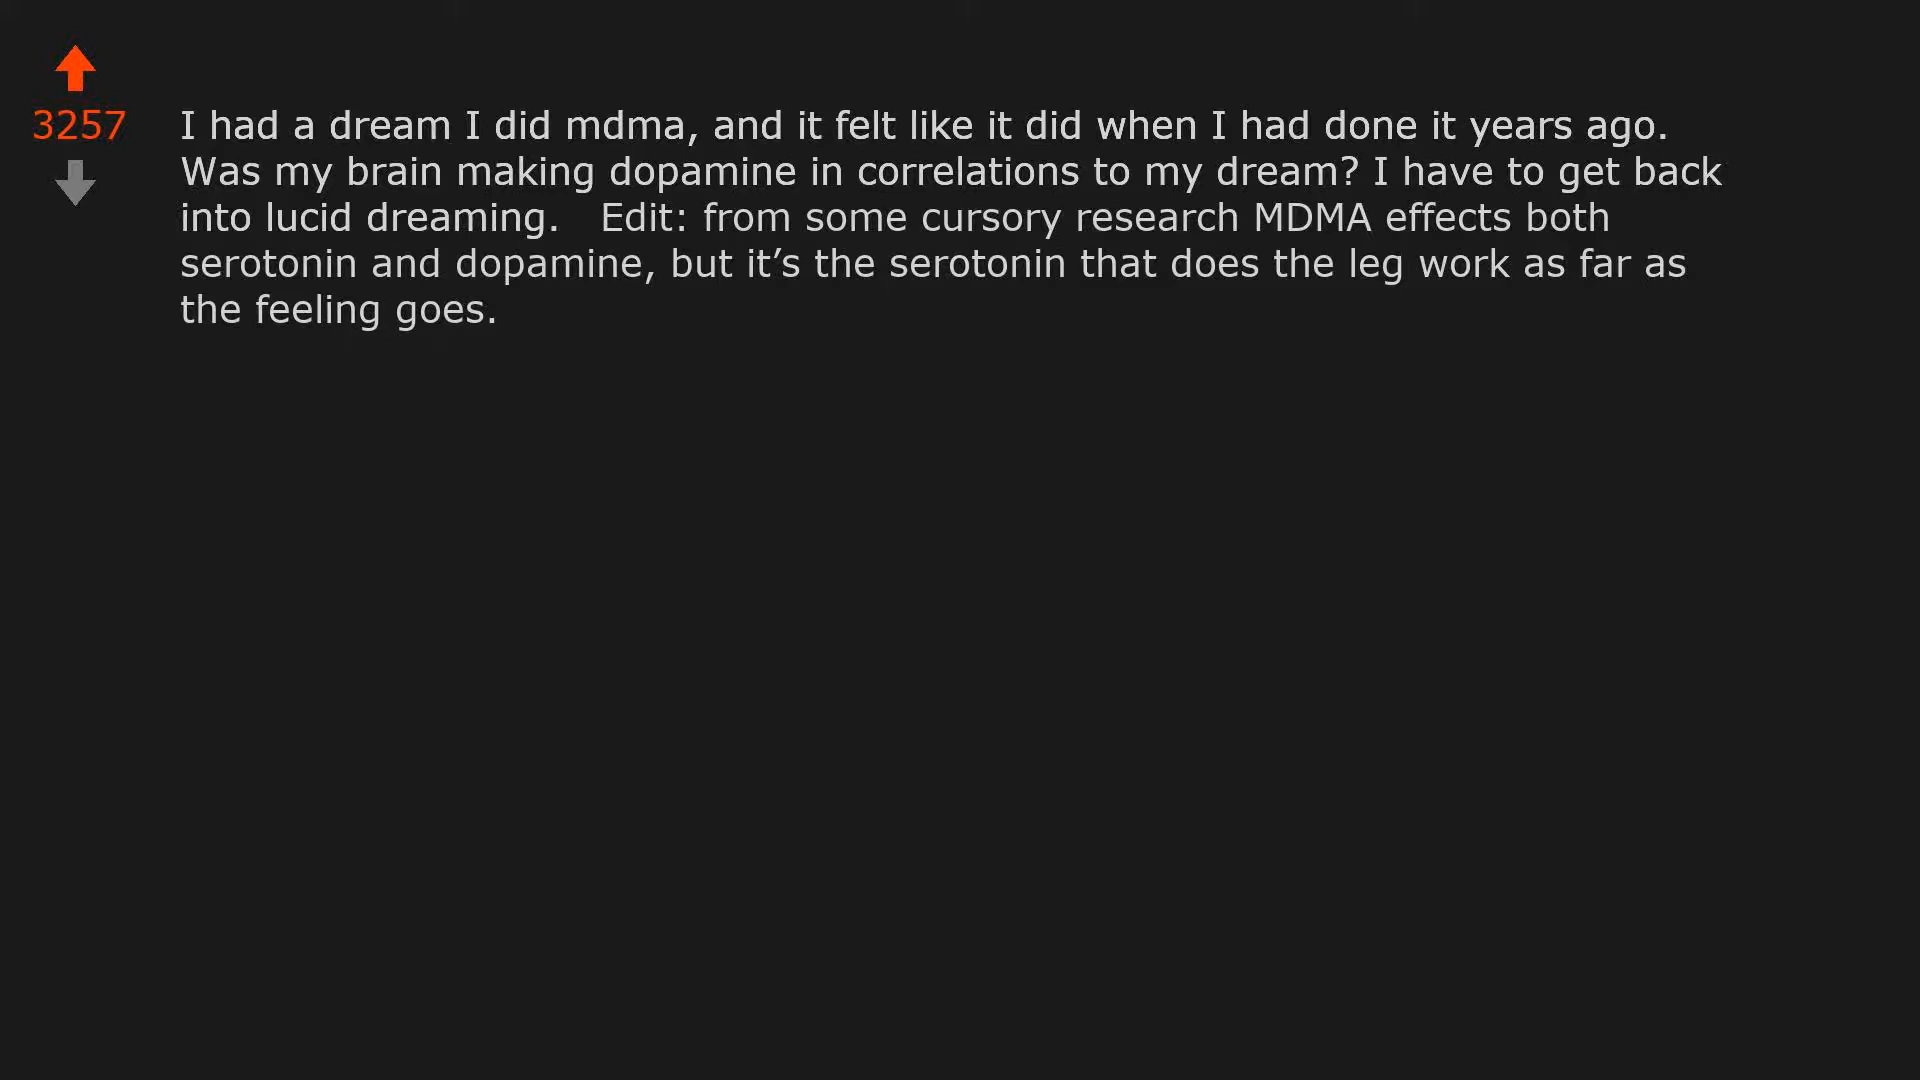 3257
I had a dream I did mdma, and it felt like it did when I had done it years ago.
Was my brain making dopamine in correlations to my dream? I have to get back
into lucid dreaming.   Edit: from some cursory research MDMA effects both
serotonin and dopamine, but it’s the serotonin that does the leg work as far as
the feeling goes.